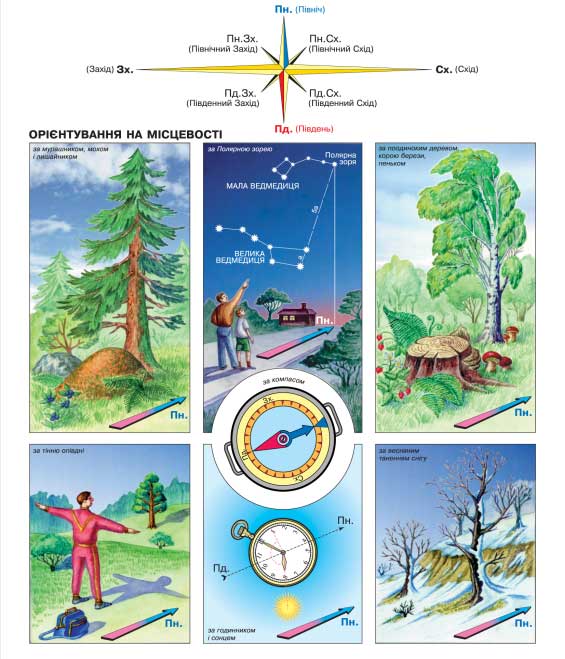 Пн. (Північ)
Пн.Зх.
(Північний Захід)
Пн.Сх.
(Північний Схід)
(Захід) Зх.
Сх. (Схід)
Пд.Зх.
(Південний Захід)
Пд.Сх.
(Південний Схід)
Пд. (Південь)
ОРІЄНТУВАННЯ НА МІСЦЕВОСТІ
за мурашником, мохом
і лишайником
Пн.
за Полярною зорею
Полярна
зоря
МАЛА ВЕДМЕДИЦЯ
5а
ВЕЛИКА
ВЕДМЕДИЦЯ
а
Пн.
за поодиноким деревом,
корою берези,
пеньком
Пн.
за компасом
Зх.
Пд
Сх
за тінню опівдні
Пн.
Пн.
Пд.
за годинником
і сонцем
Пн.
за весняним
таненням снігу
Пн.